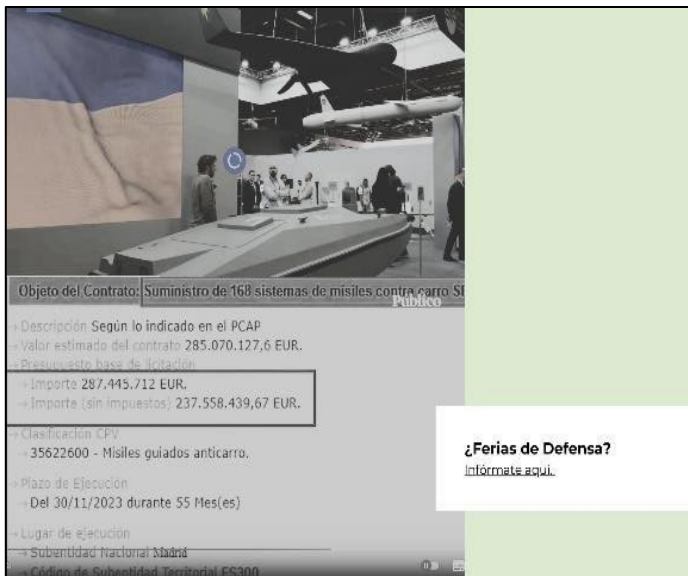 Objeto del Contrato: Suministro de 168 sistemas de misiles contra carro
Público
→ Descripción Según lo indicado en el PCAP
→ Valor estimado del contrato 285.070.127,6 EUR.
→ Presupuesto base de licitación
→ Importe 287.445.712 EUR.
→ Importe (sin impuestos) 237.558.439,67 EUR.
→ Clasificación CPV
→ 35622600 - Misiles guiados anticarro.
→ Plazo de Ejecución
→ Del 30/11/2023 durante 55 Mes(es)
→ Lugar de ejecución
→ Subentidad Nacional Madrid
→ Código de Subentidad Territorial ES300
¿Ferias de Defensa?
Infórmate aquí.